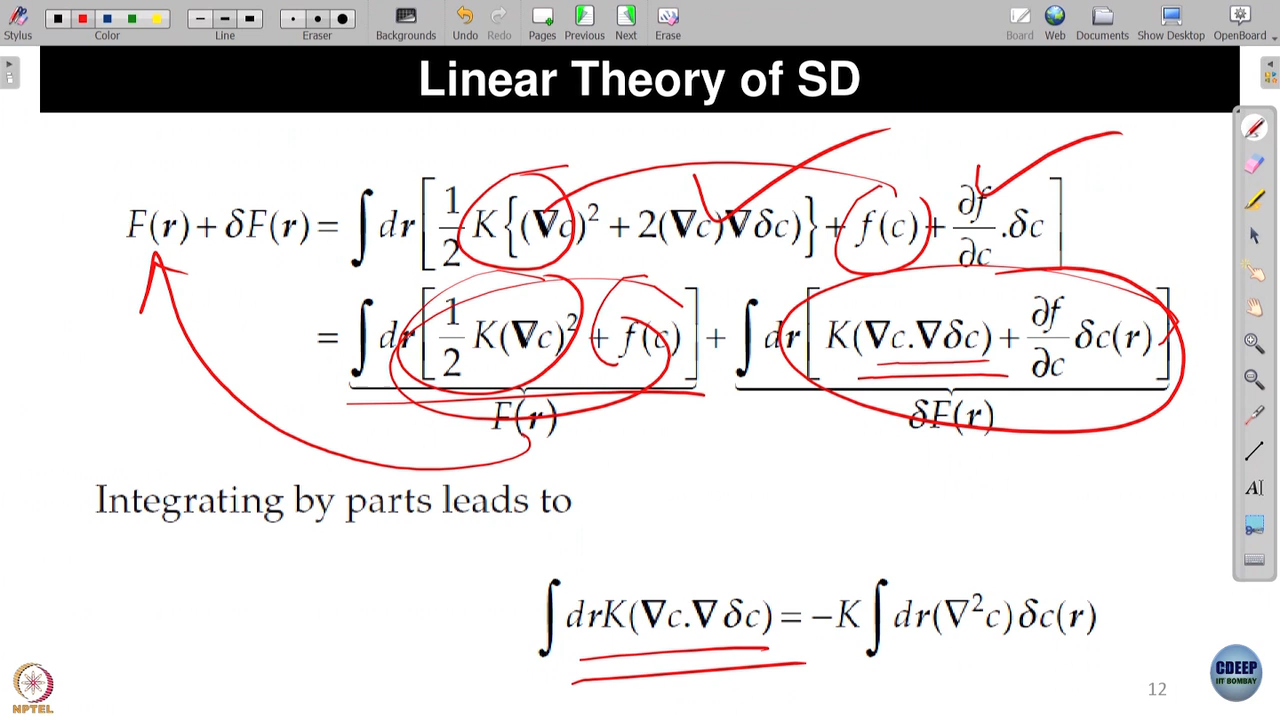 Stylus Color Line Eraser Backgrounds Undo Redo Pages Previous Next Erase Board Web Documents Show Desktop OpenBoard
Linear Theory of SD
F(r) + δF(r) = ∫ dr [ 1/2 K {(∇c)² + 2(∇c)∇δc)} + f(c) + ∂f/∂c . δc ]
= ∫ dr [ 1/2 K(∇c)² + f(c) ] + ∫ dr [ K(∇c.∇δc) + ∂f/∂c δc(r) ]
F(r) δF(r)
Integrating by parts leads to
∫ drK(∇c.∇ δc) = −K ∫ dr(∇²c) δc(r)
AI
NPTEL
CDEEP
IIT BOMBAY
12